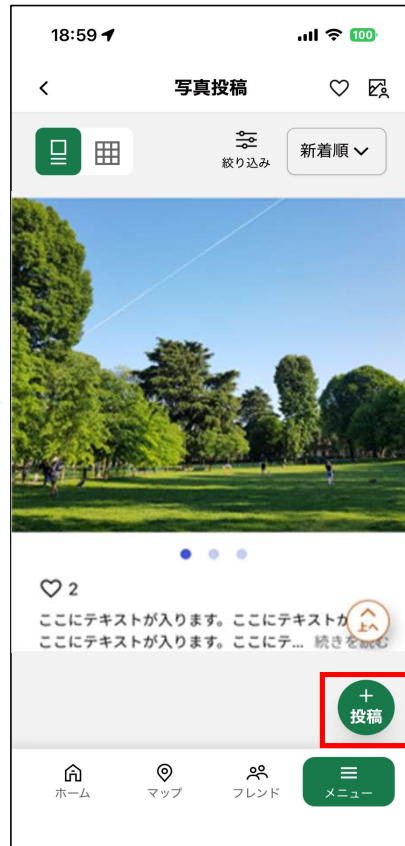 18:59
100
写真投稿
絞り込み
新着順
2
ここにテキストが入ります。ここにテキストが
ここにテキストが入ります。ここにテ... 続きを読む
上へ
+
投稿
ホーム
マップ
フレンド
メニュー